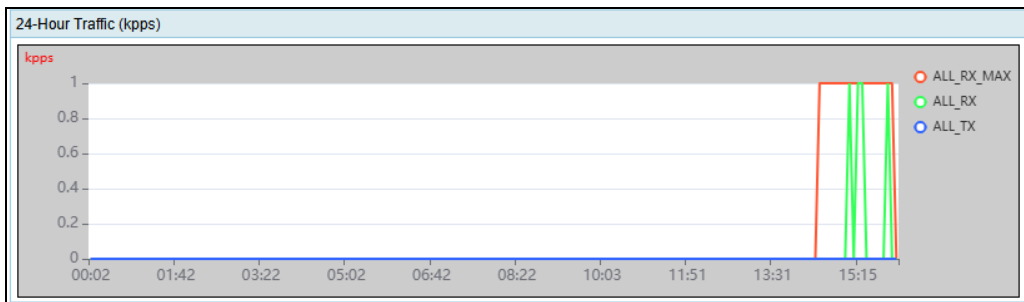 24-Hour Traffic (kpps)
kpps
1
0.8
0.6
0.4
0.2
0
00:02 01:42 03:22 05:02 06:42 08:22 10:03 11:51 13:31 15:15
ALL_RX_MAX
ALL_RX
ALL_TX